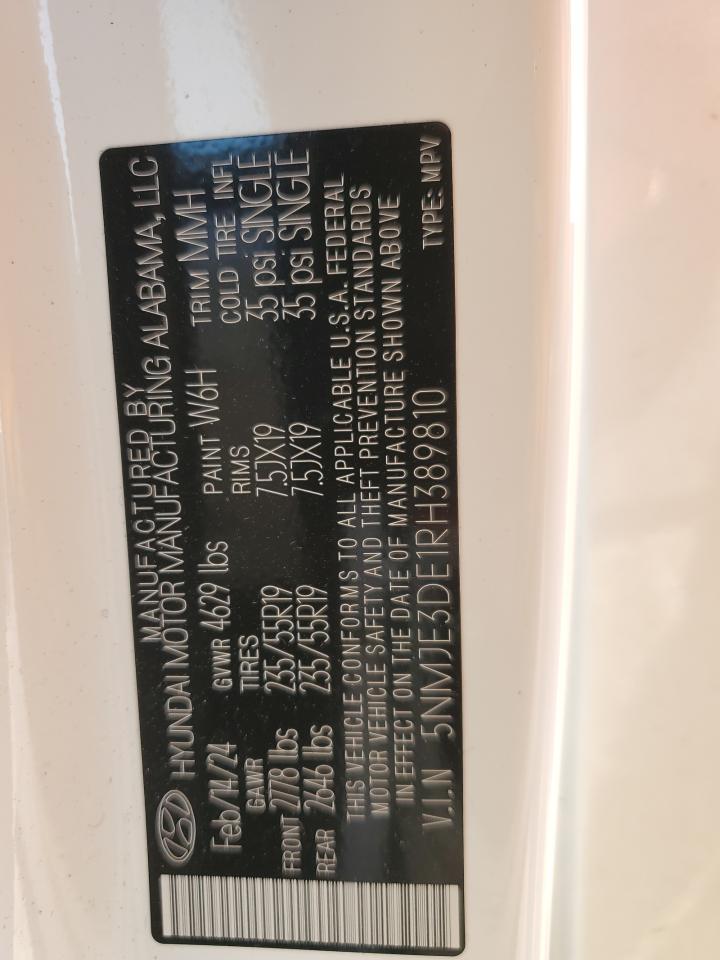 MANUFACTURED BY
HYUNDAI MOTOR MANUFACTURING ALABAMA, LLC
Feb/14/24 GVWR 4629 lbs PAINT W6H TRIM MMH
GAWR TIRES RIMS COLD TIRE INFL
FRONT 2778 lbs 235/55R19 7.5JX19 35 psi SINGLE
REAR 2646 lbs 235/55R19 7.5JX19 35 psi SINGLE
THIS VEHICLE CONFORMS TO ALL APPLICABLE U.S.A. FEDERAL
MOTOR VEHICLE SAFETY AND THEFT PREVENTION STANDARDS
IN EFFECT ON THE DATE OF MANUFACTURE SHOWN ABOVE
V.I.N 5NMJE3DE1RH389810 TYPE: MPV